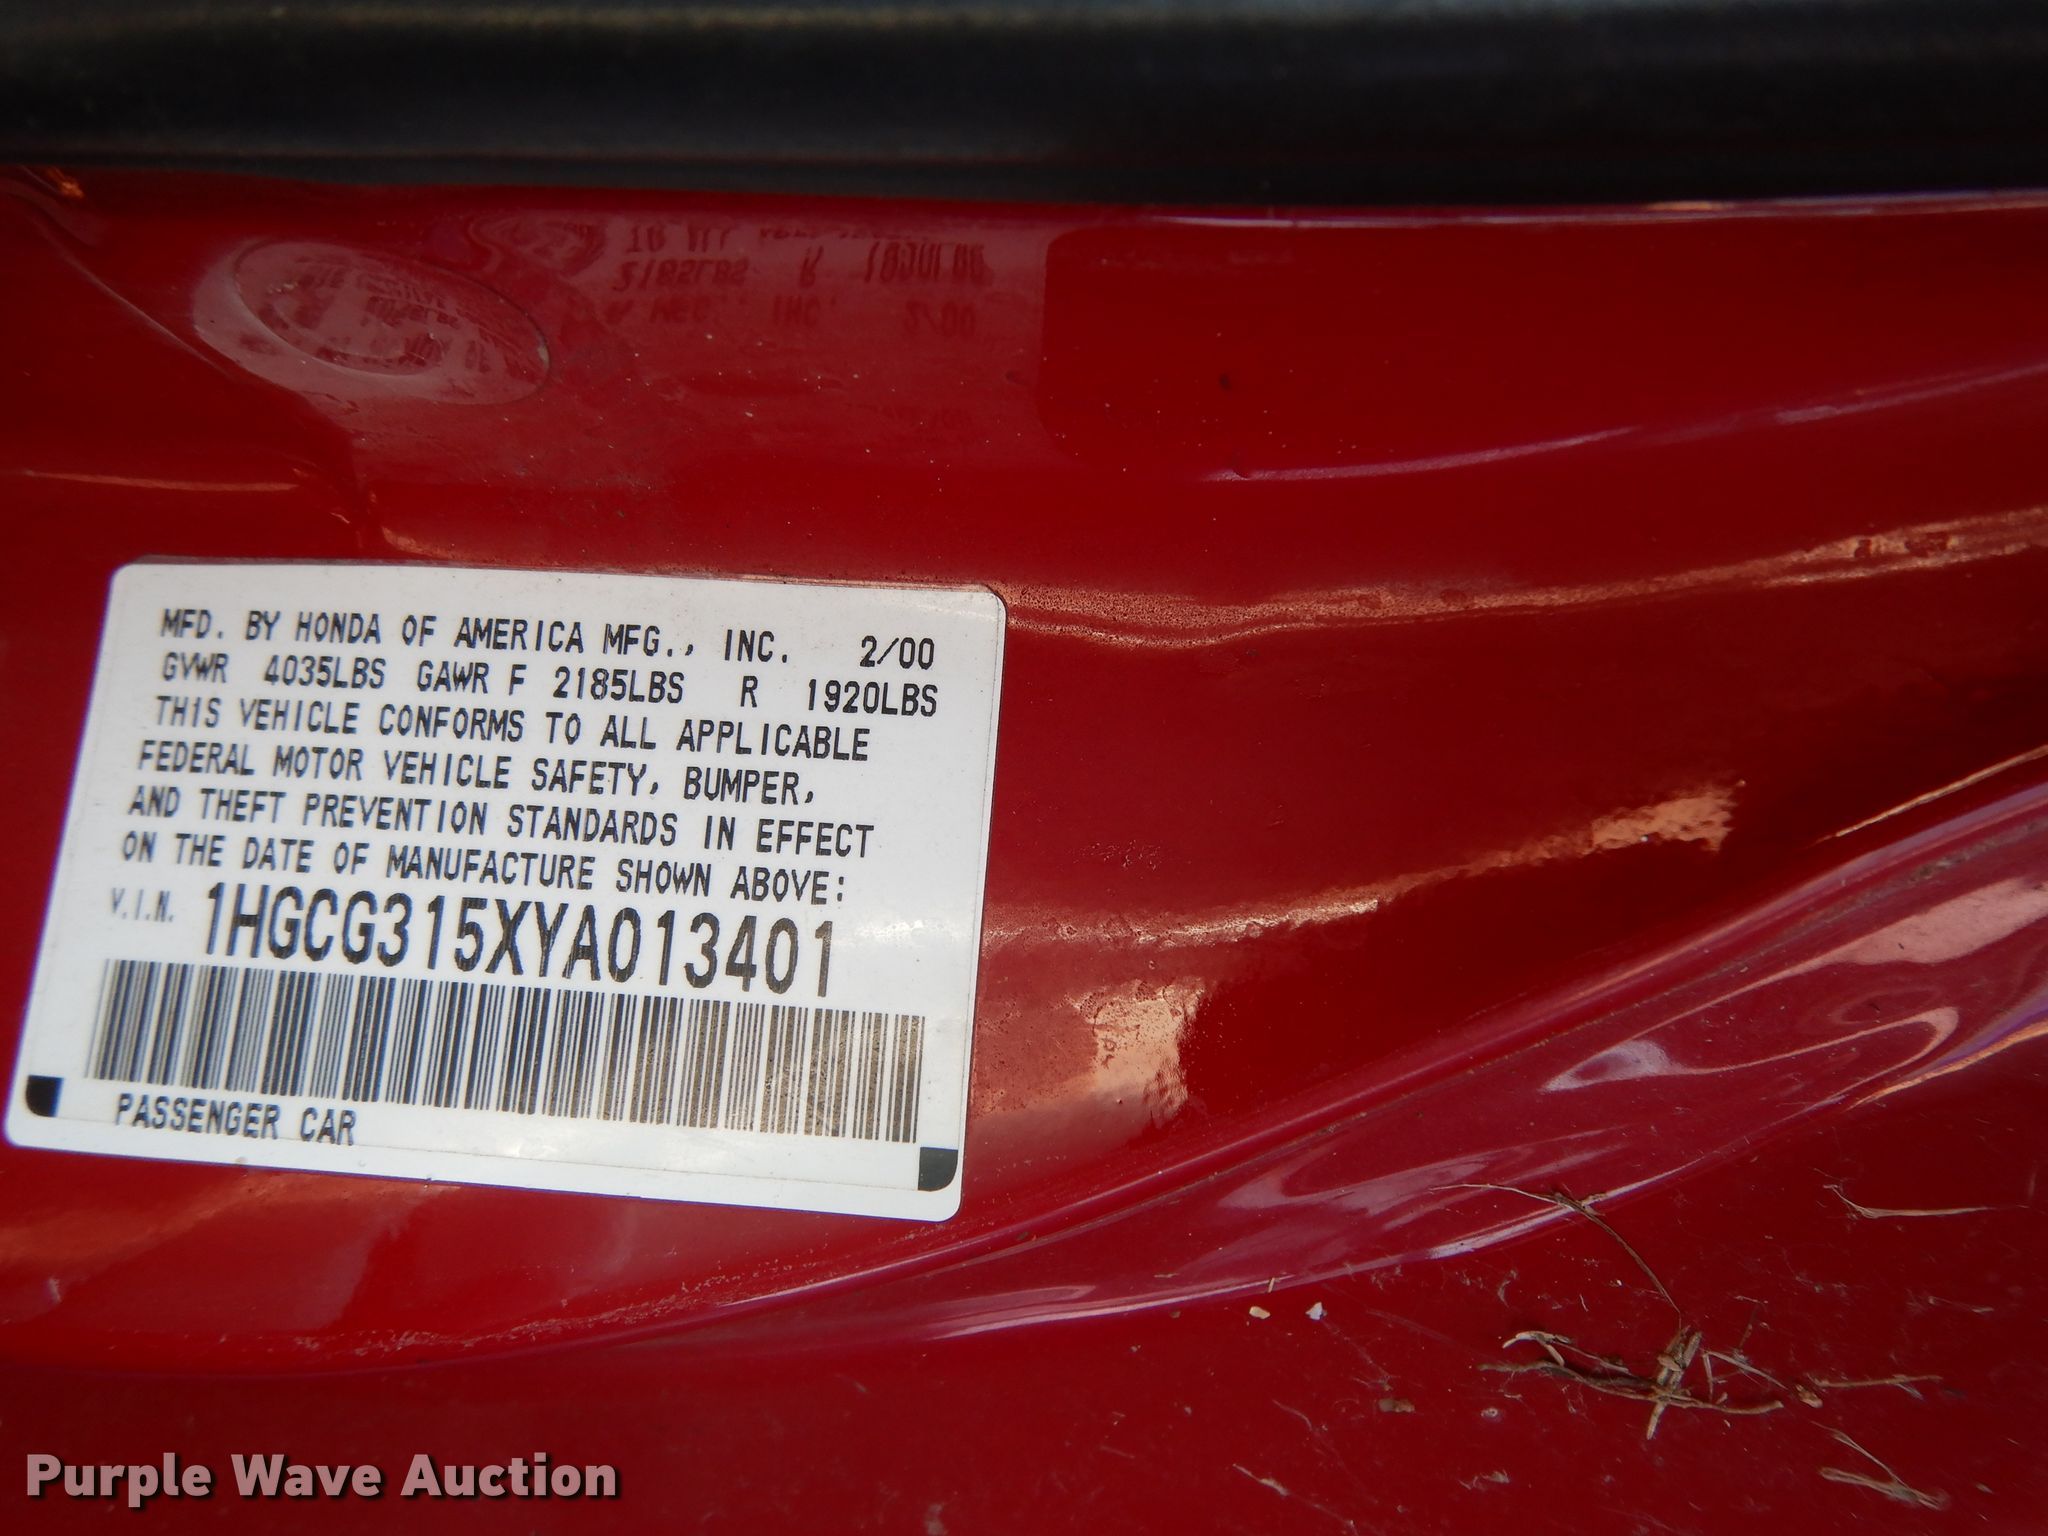 MFD. BY HONDA OF AMERICA MFG., INC. 2/00
GVWR 4035LBS GAWR F 2185LBS R 1920LBS
THIS VEHICLE CONFORMS TO ALL APPLICABLE
FEDERAL MOTOR VEHICLE SAFETY, BUMPER,
AND THEFT PREVENTION STANDARDS IN EFFECT
ON THE DATE OF MANUFACTURE SHOWN ABOVE:
V.I.N. 1HGCG315XYA013401
PASSENGER CAR
Purple Wave Auction